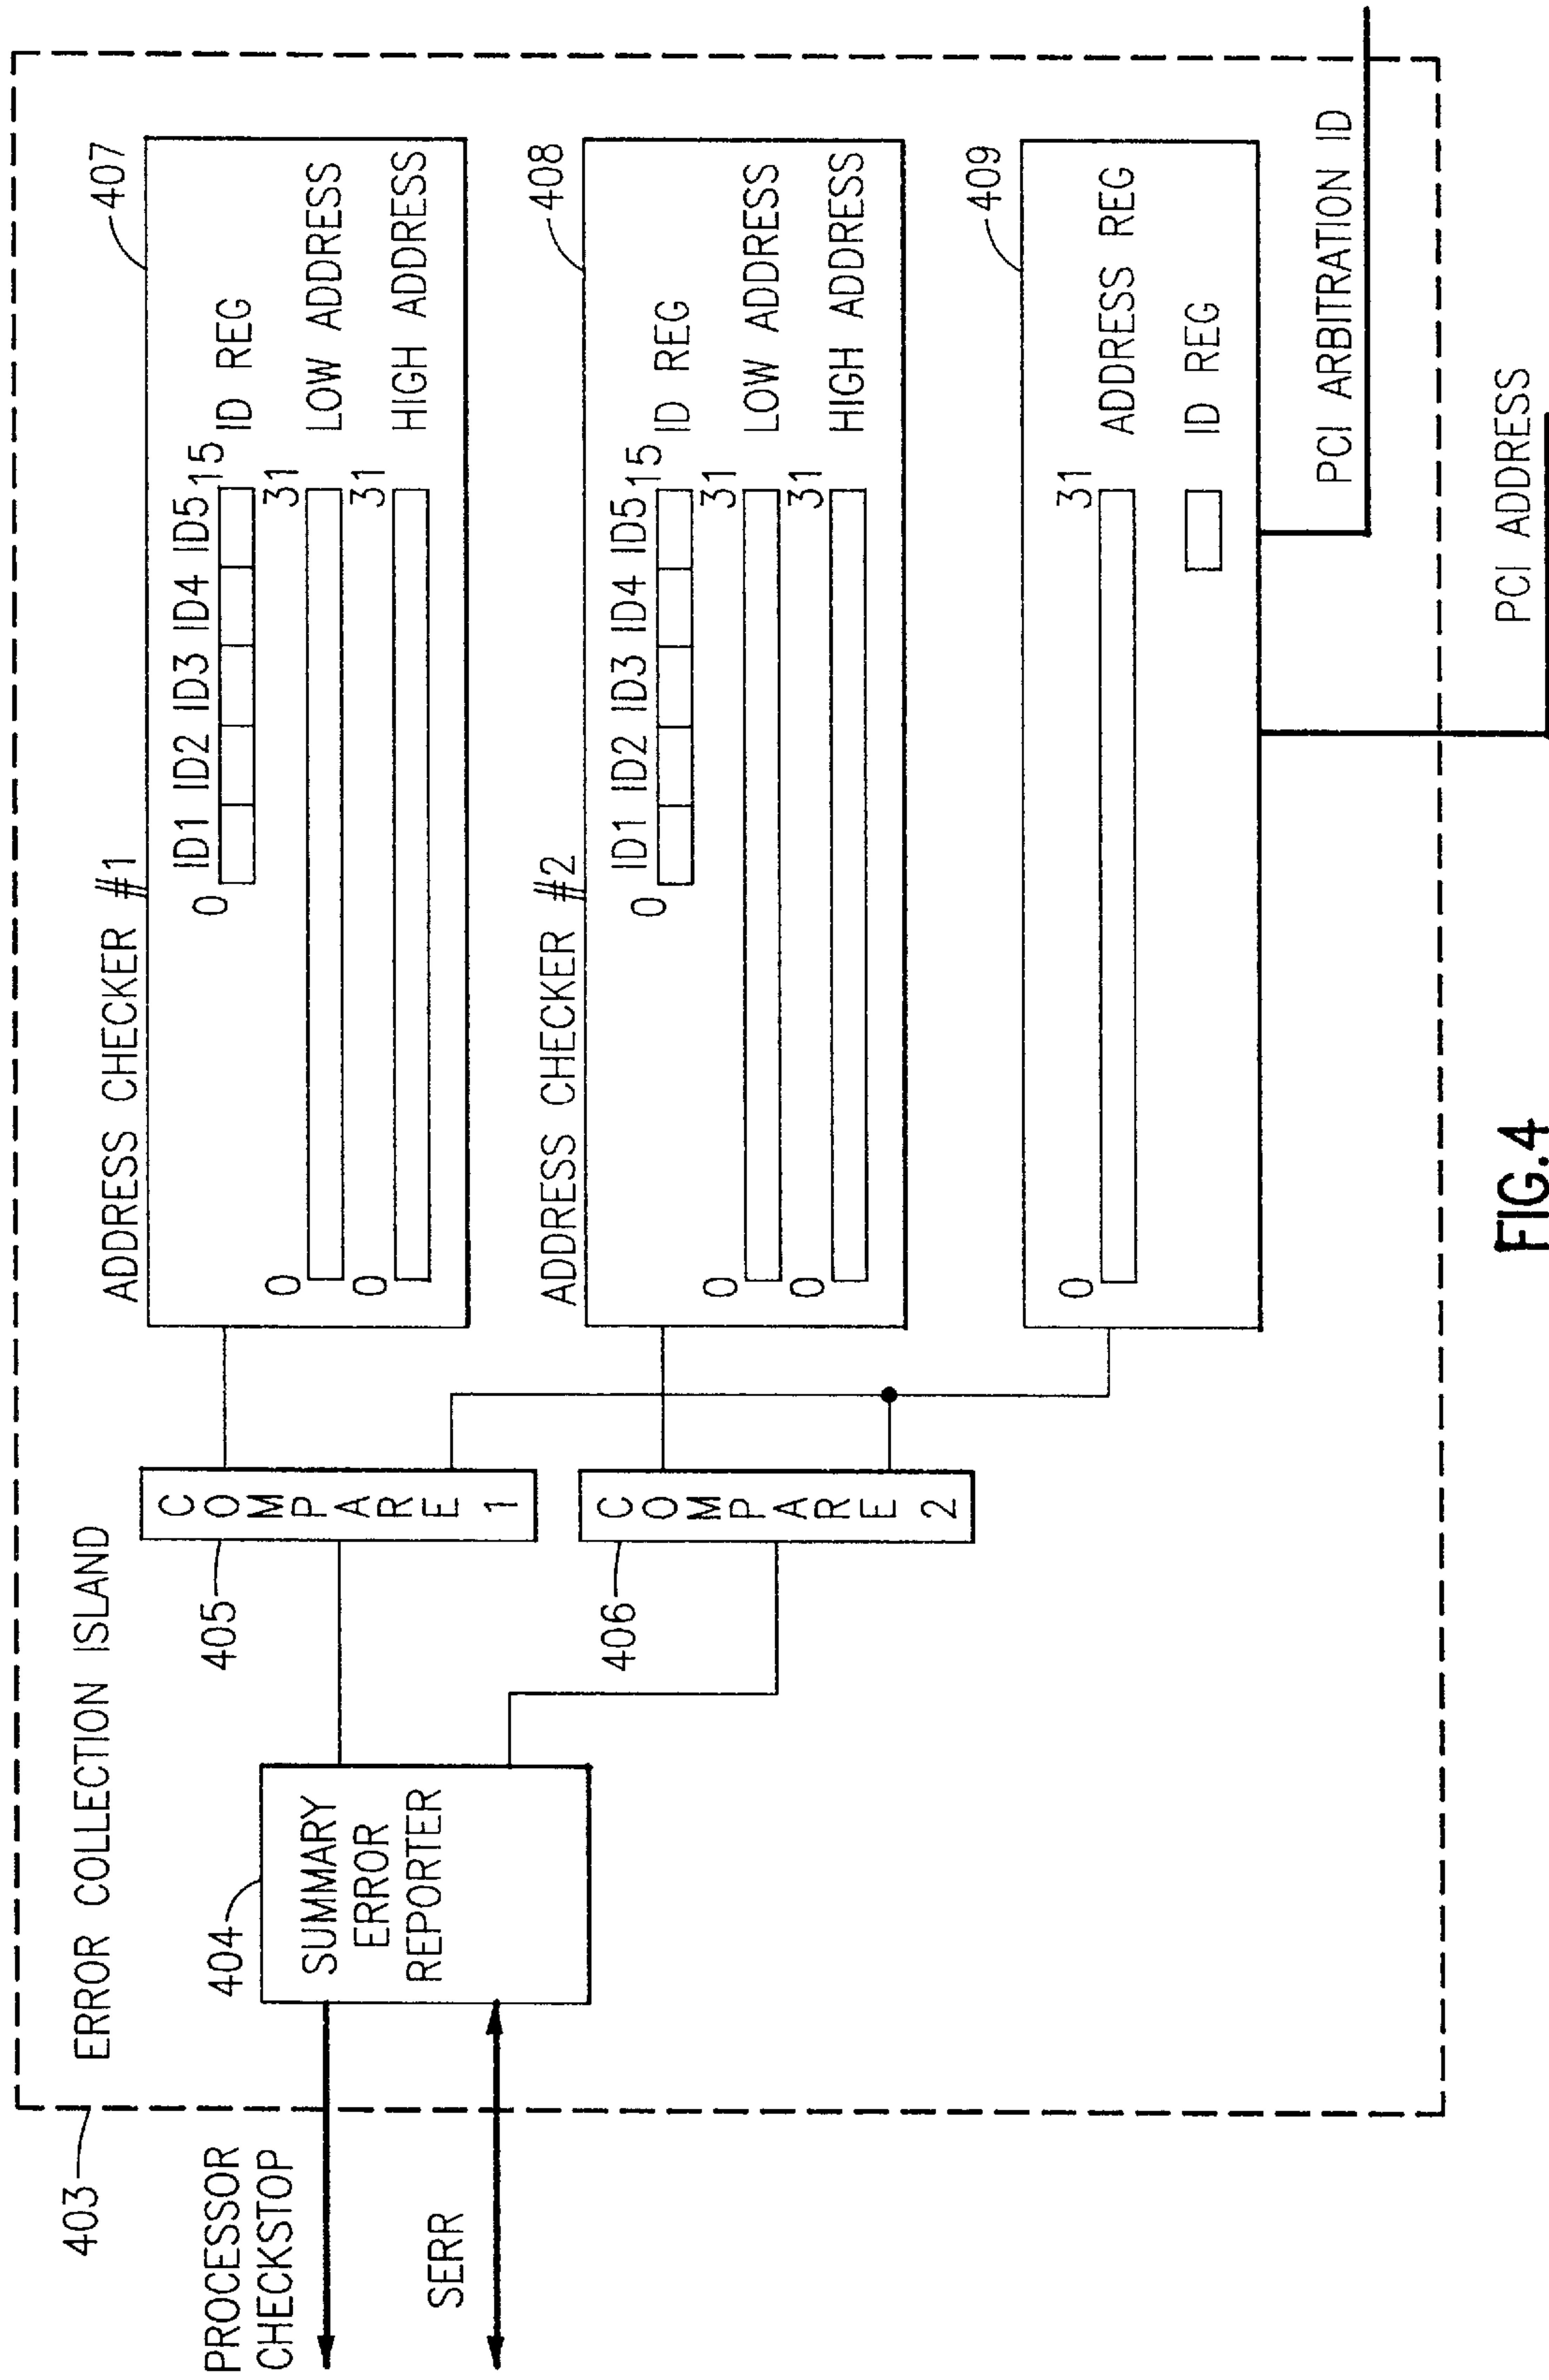 403
ERROR COLLECTION ISLAND
PROCESSOR
CHECKSTOP
SERR
404
SUMMARY
ERROR
REPORTER
405
COMPARE 1
406
COMPARE 2
ADDRESS CHECKER #1
407
ID1 ID2 ID3 ID4 ID5
0 15
ID REG
0 31
LOW ADDRESS
0 31
HIGH ADDRESS
ADDRESS CHECKER #2
408
ID1 ID2 ID3 ID4 ID5
0 15
ID REG
0 31
LOW ADDRESS
0 31
HIGH ADDRESS
409
0 31
ADDRESS REG
ID REG
PCI ARBITRATION ID
PCI ADDRESS
FIG.4